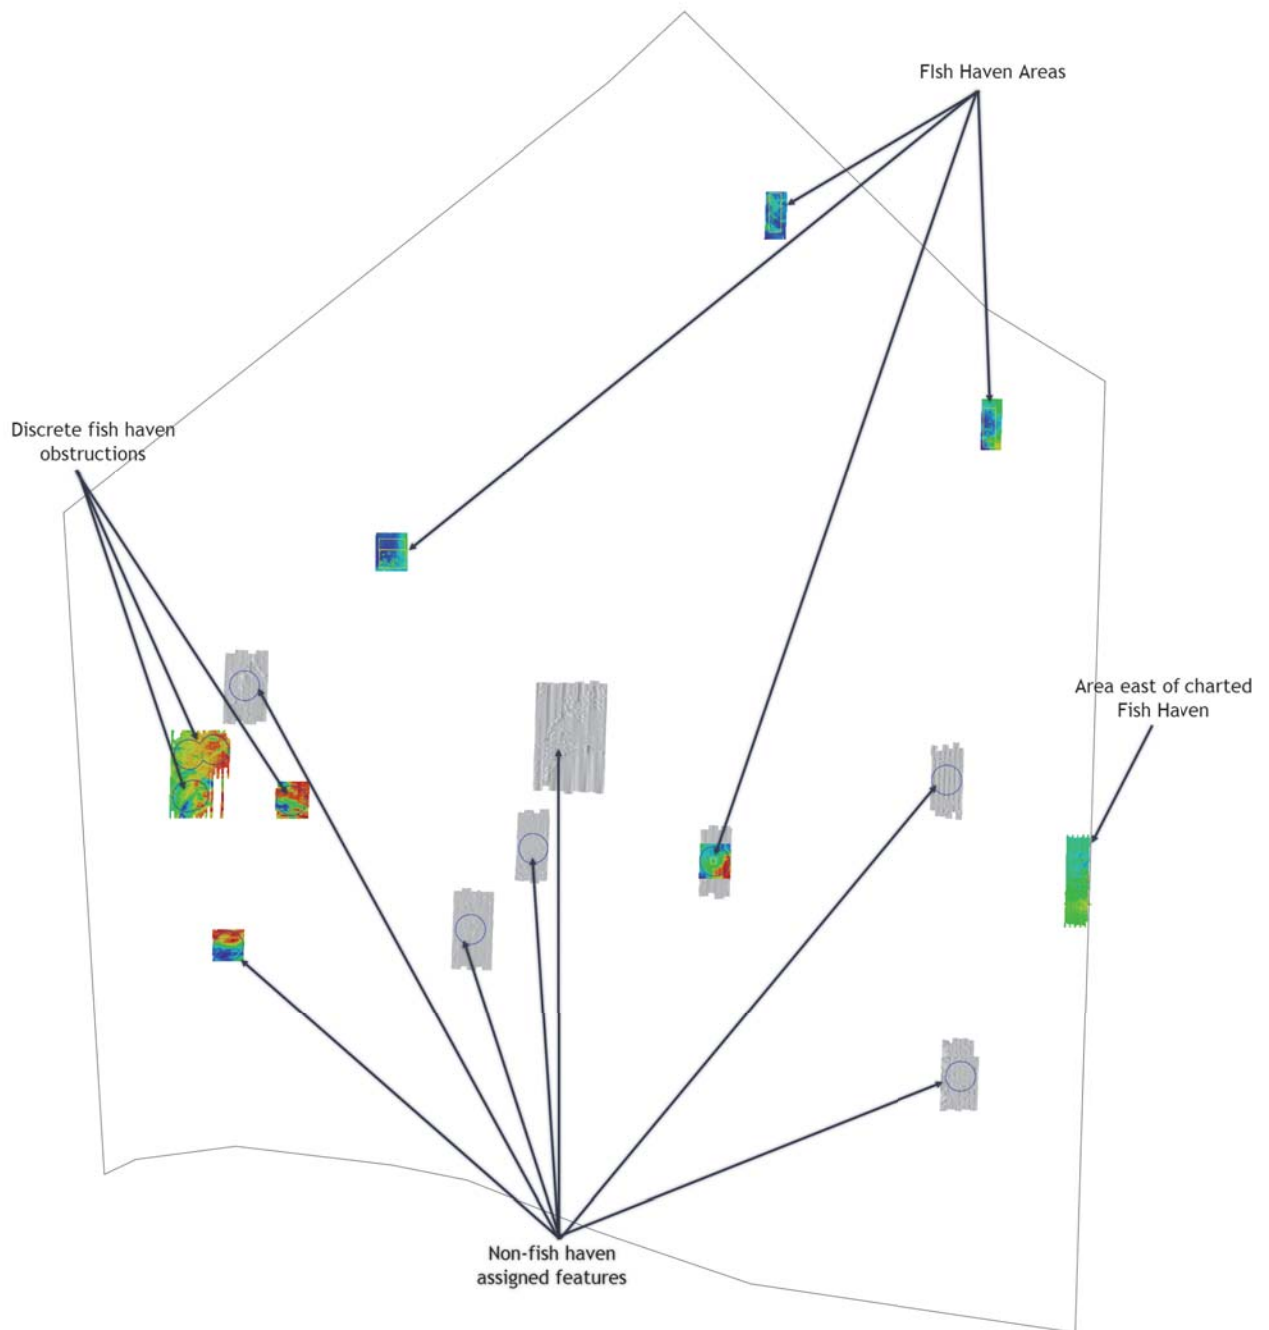 FIsh Haven Areas
Discrete fish haven
obstructions
Area east of charted
Fish Haven
Non-fish haven
assigned features